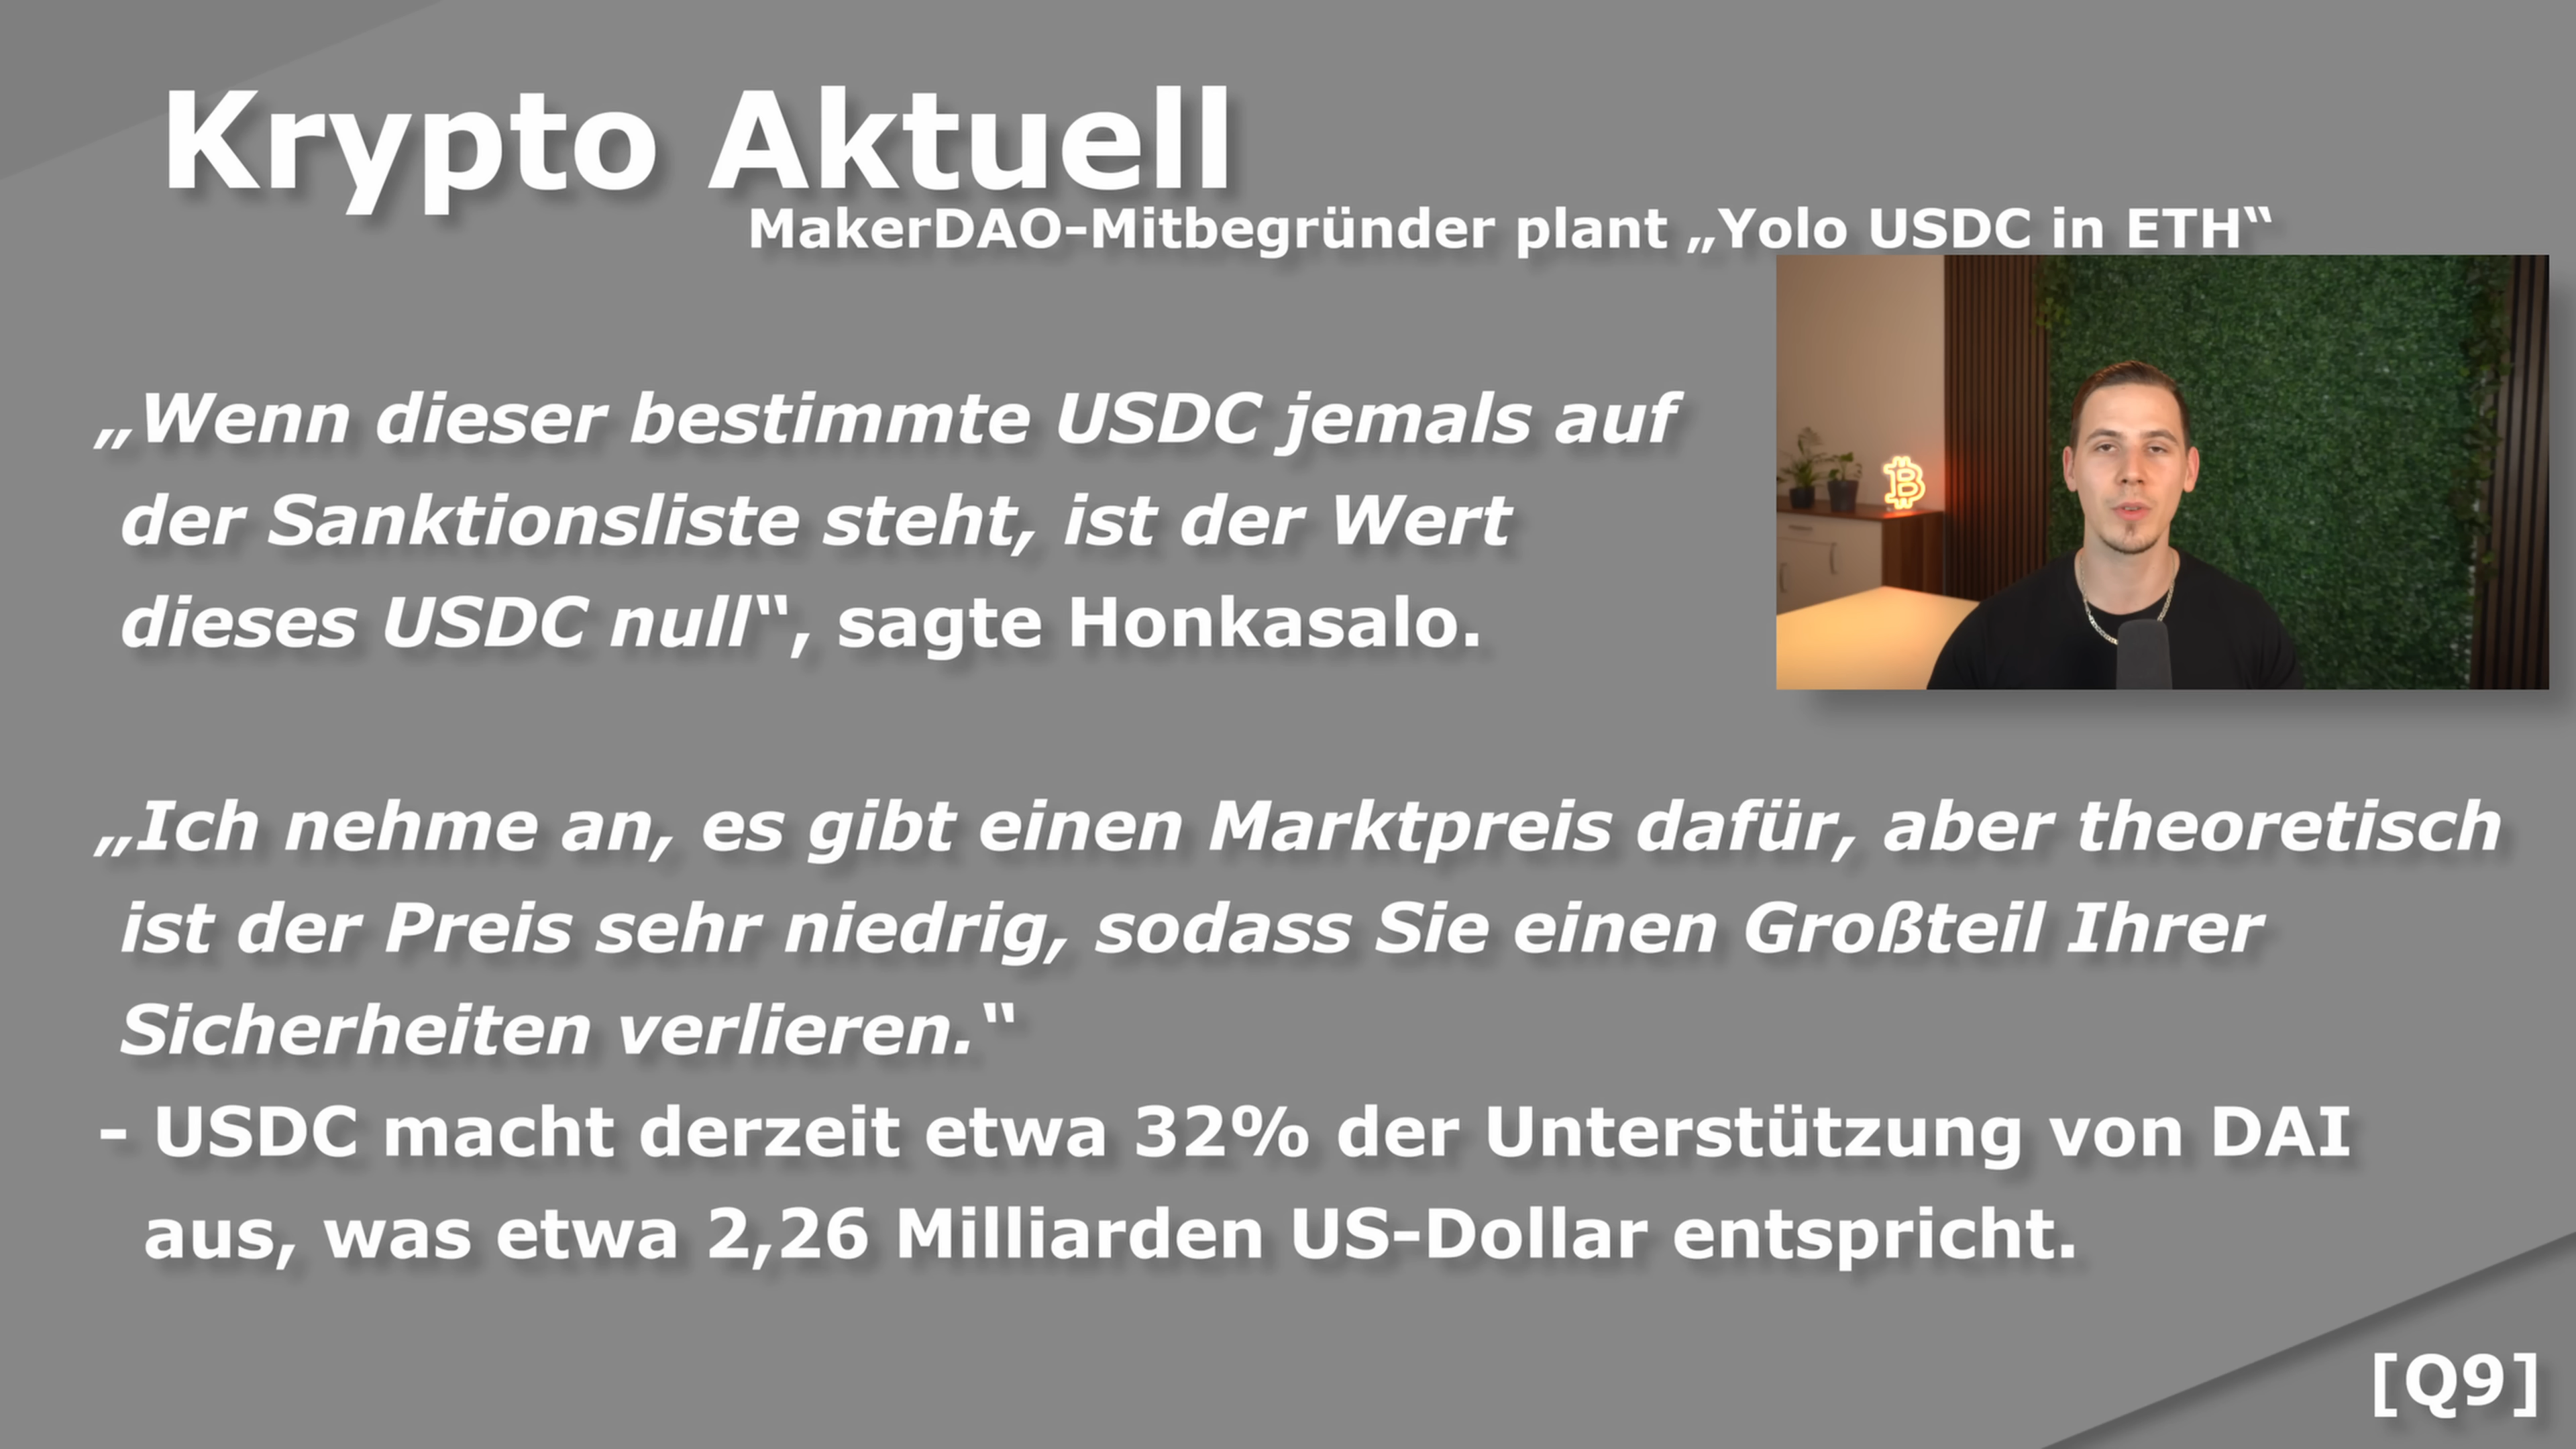 Krypto Aktuell
MakerDAO-Mitbegründer plant „Yolo USDC in ETH“
„Wenn dieser bestimmte USDC jemals auf
der Sanktionsliste steht, ist der Wert
dieses USDC null“, sagte Honkasalo.
„Ich nehme an, es gibt einen Marktpreis dafür, aber theoretisch
ist der Preis sehr niedrig, sodass Sie einen Großteil Ihrer
Sicherheiten verlieren.“
- USDC macht derzeit etwa 32% der Unterstützung von DAI
aus, was etwa 2,26 Milliarden US-Dollar entspricht.
[Q9]